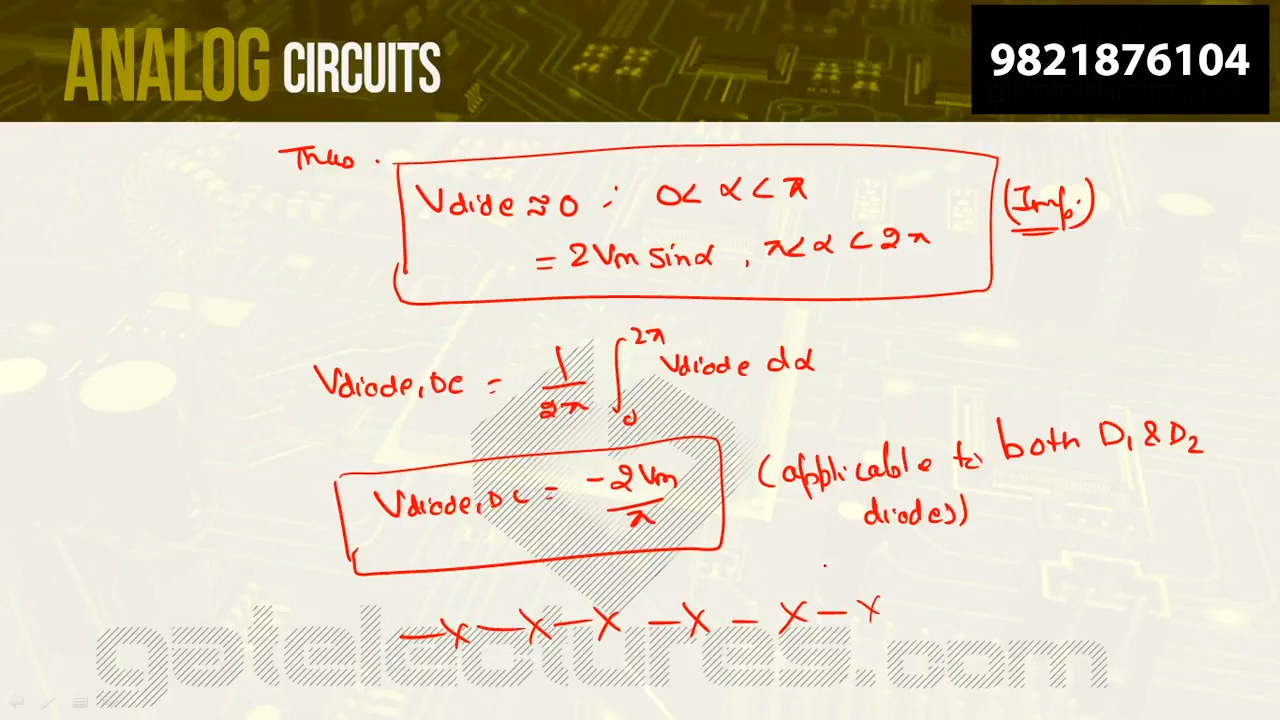 ANALOG CIRCUITS
9821876104
Thus.
Vdiode ≈ 0 ; 0 < α < π
= 2Vm sinα , π < α < 2π
(Imp.)
Vdiode,DC = 1/2π ∫₀^2π Vdiode dα
Vdiode,DC = -2Vm/π
(applicable to both D1 & D2
diodes)
—x—x—x—x—x—x
gatelectures.com